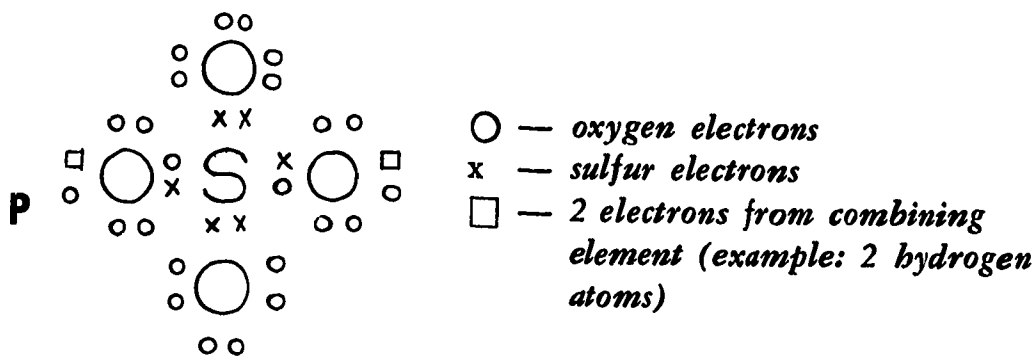 S
P
O — oxygen electrons
x — sulfur electrons
□ — 2 electrons from combining
element (example: 2 hydrogen
atoms)